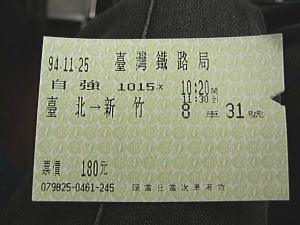 94.11.25 臺灣鐵路局
自強 1015次 10:20開
11:30到
臺北→新竹 8車31號
票價 180元
079825-0461-245 限當日當次車有效